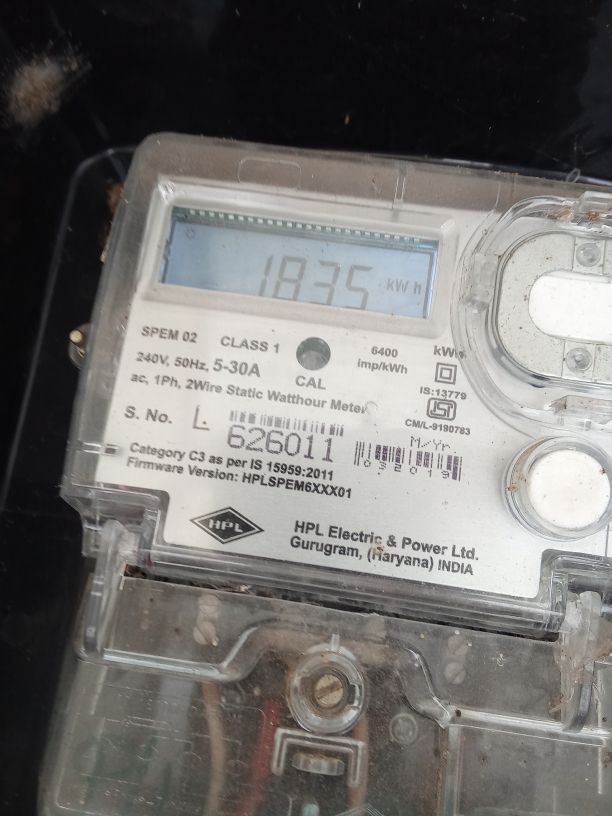 1835 kWh
SPEM 02 CLASS 1 6400 imp/kWh kWh
240V, 50Hz, 5-30A CAL IS:13779
ac, 1Ph, 2Wire Static Watthour Meter CM/L-9190783
S. No. L 626011 M/Yr. 032019
Category C3 as per IS 15959:2011
Firmware Version: HPLSPEM6XXX01
HPL
HPL Electric & Power Ltd.
Gurugram, (Haryana) INDIA